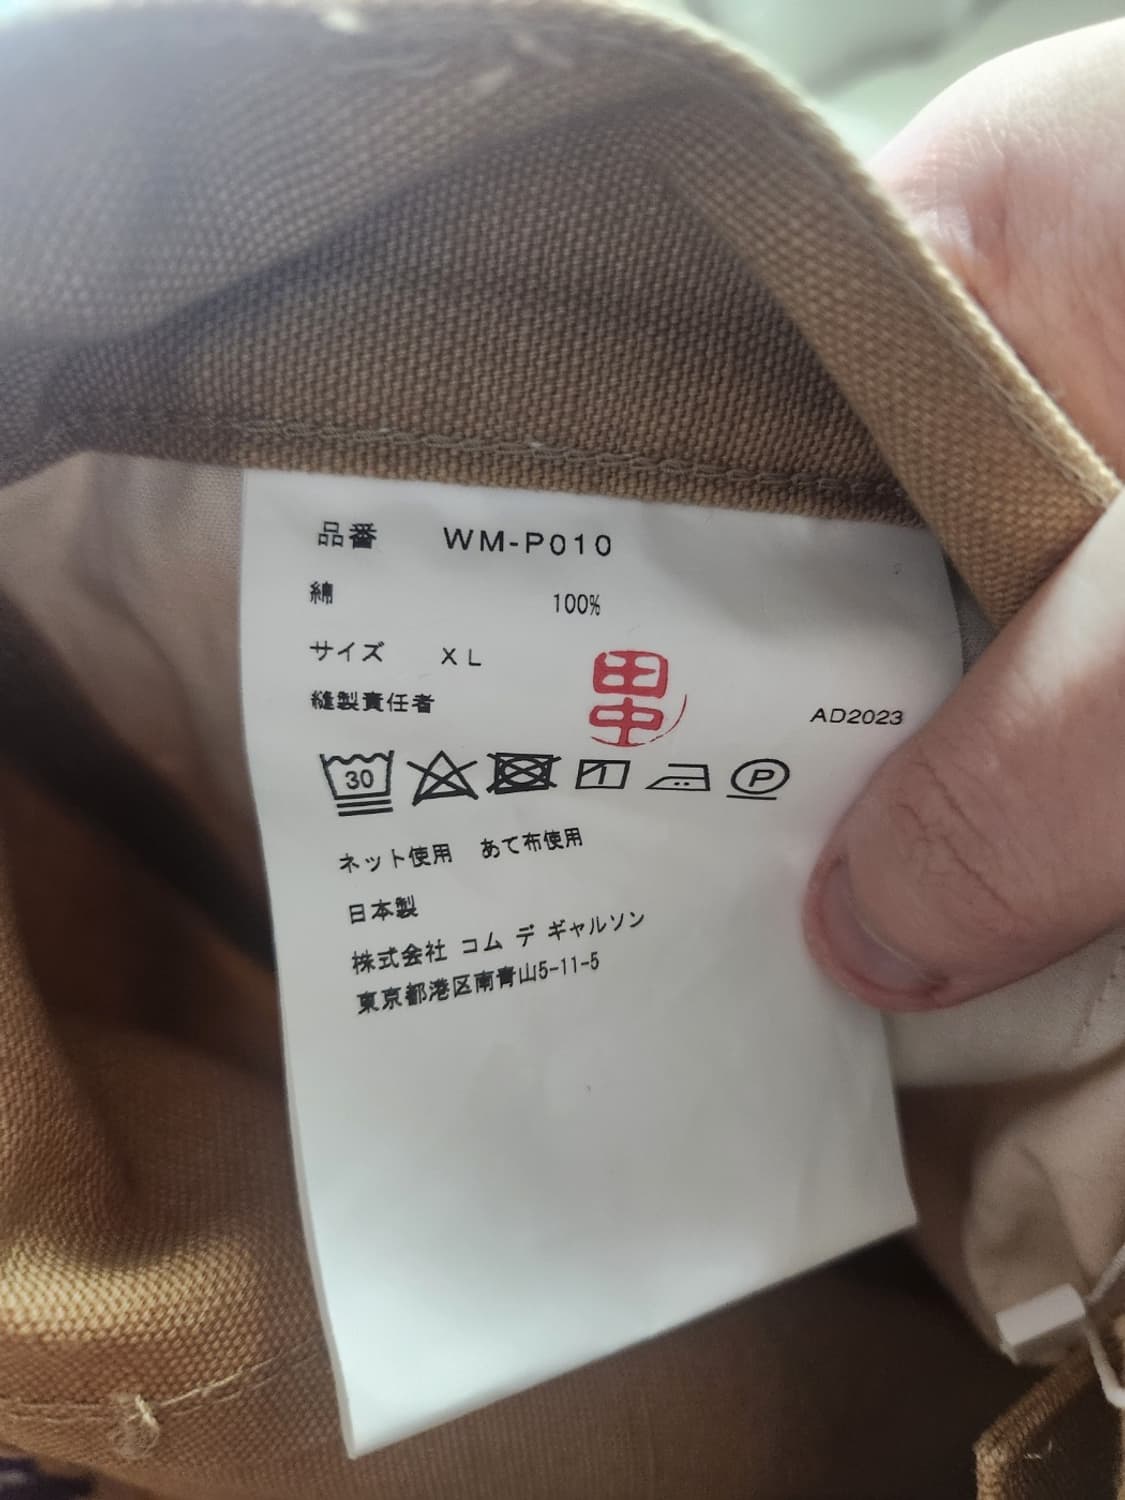 品番 WM-P010
綿 100%
サイズ XL
縫製責任者 田中 AD2023
30 P
ネット使用 あて布使用
日本製
株式会社 コム デ ギャルソン
東京都港区南青山5-11-5